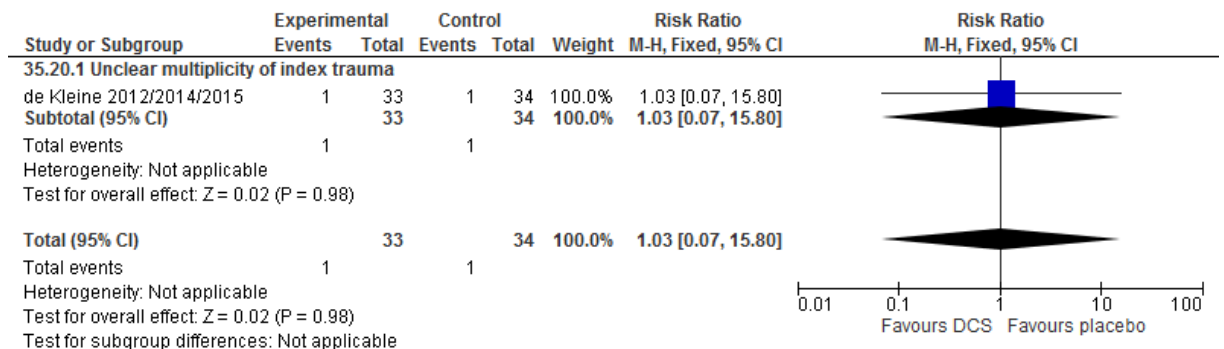 Experimental Control Risk Ratio Risk Ratio
Study or Subgroup Events Total Events Total Weight M-H, Fixed, 95% CI M-H, Fixed, 95% CI
35.20.1 Unclear multiplicity of index trauma
de Kleine 2012/2014/2015 1 33 1 34 100.0% 1.03 [0.07, 15.80]
Subtotal (95% CI) 33 34 100.0% 1.03 [0.07, 15.80]
Total events 1 1
Heterogeneity: Not applicable
Test for overall effect: Z = 0.02 (P = 0.98)
Total (95% CI) 33 34 100.0% 1.03 [0.07, 15.80]
Total events 1 1
Heterogeneity: Not applicable
Test for overall effect: Z = 0.02 (P = 0.98)
Test for subgroup differences: Not applicable
0.01 0.1 1 10 100
Favours DCS Favours placebo